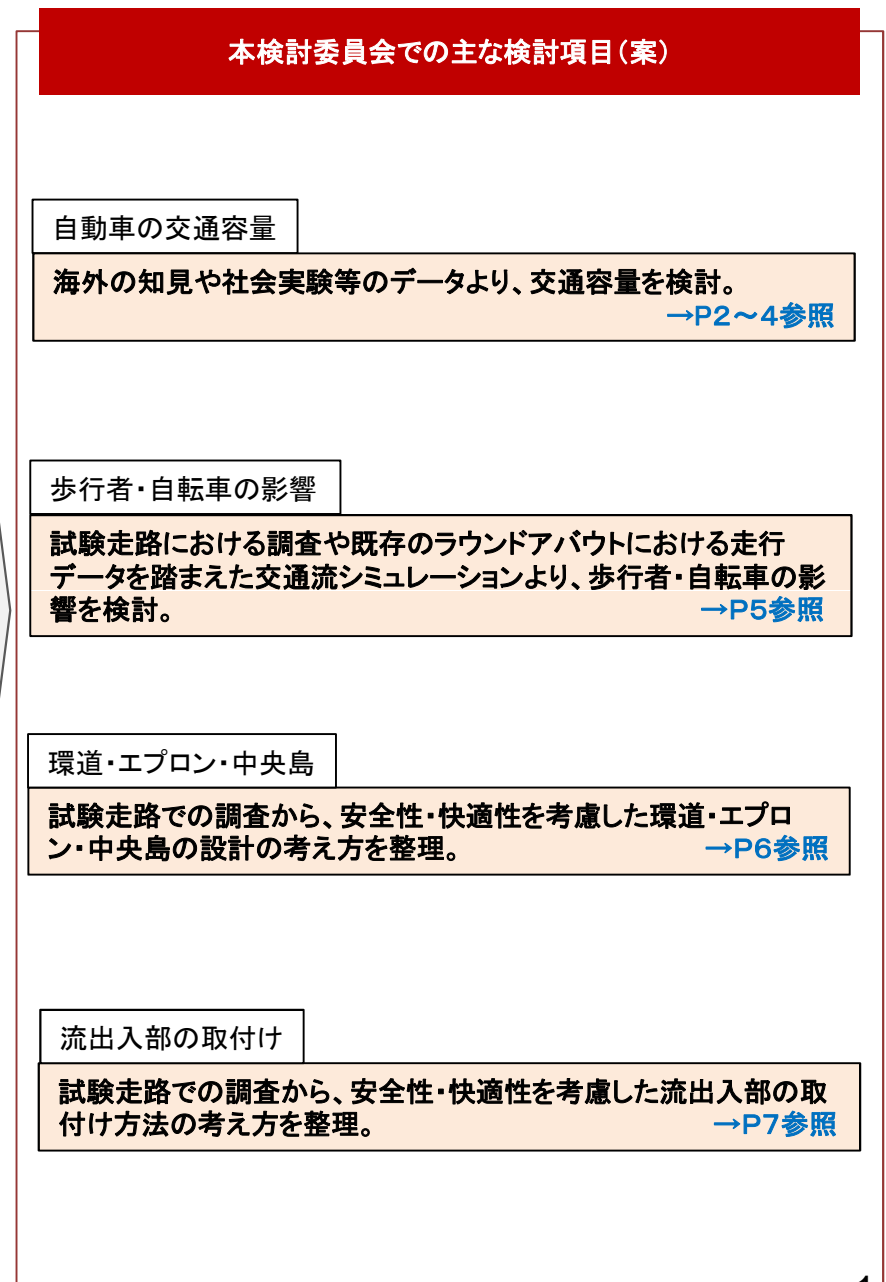 本検討委員会での主な検討項目(案)
自動車の交通容量
海外の知見や社会実験等のデータより、交通容量を検討。
→P2~4参照
歩行者・自転車の影響
試験走路における調査や既存のラウンドアバウトにおける走行
データを踏まえた交通流シミュレーションより、歩行者・自転車の影
響を検討。 →P5参照
環道・エプロン・中央島
試験走路での調査から、安全性・快適性を考慮した環道・エプロ
ン・中央島の設計の考え方を整理。 →P6参照
流出入部の取付け
試験走路での調査から、安全性・快適性を考慮した流出入部の取
付け方法の考え方を整理。 →P7参照